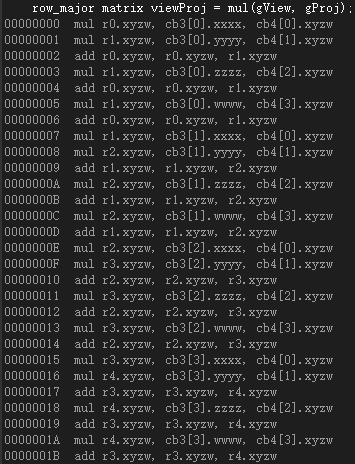 row_major matrix viewProj = mul(gView, gProj);
00000000 mul r0.xyzw, cb3[0].xxxx, cb4[0].xyzw
00000001 mul r1.xyzw, cb3[0].yyyy, cb4[1].xyzw
00000002 add r0.xyzw, r0.xyzw, r1.xyzw
00000003 mul r1.xyzw, cb3[0].zzzz, cb4[2].xyzw
00000004 add r0.xyzw, r0.xyzw, r1.xyzw
00000005 mul r1.xyzw, cb3[0].wwww, cb4[3].xyzw
00000006 add r0.xyzw, r0.xyzw, r1.xyzw
00000007 mul r1.xyzw, cb3[1].xxxx, cb4[0].xyzw
00000008 mul r2.xyzw, cb3[1].yyyy, cb4[1].xyzw
00000009 add r1.xyzw, r1.xyzw, r2.xyzw
0000000A mul r2.xyzw, cb3[1].zzzz, cb4[2].xyzw
0000000B add r1.xyzw, r1.xyzw, r2.xyzw
0000000C mul r2.xyzw, cb3[1].wwww, cb4[3].xyzw
0000000D add r1.xyzw, r1.xyzw, r2.xyzw
0000000E mul r2.xyzw, cb3[2].xxxx, cb4[0].xyzw
0000000F mul r3.xyzw, cb3[2].yyyy, cb4[1].xyzw
00000010 add r2.xyzw, r2.xyzw, r3.xyzw
00000011 mul r3.xyzw, cb3[2].zzzz, cb4[2].xyzw
00000012 add r2.xyzw, r2.xyzw, r3.xyzw
00000013 mul r3.xyzw, cb3[2].wwww, cb4[3].xyzw
00000014 add r2.xyzw, r2.xyzw, r3.xyzw
00000015 mul r3.xyzw, cb3[3].xxxx, cb4[0].xyzw
00000016 mul r4.xyzw, cb3[3].yyyy, cb4[1].xyzw
00000017 add r3.xyzw, r3.xyzw, r4.xyzw
00000018 mul r4.xyzw, cb3[3].zzzz, cb4[2].xyzw
00000019 add r3.xyzw, r3.xyzw, r4.xyzw
0000001A mul r4.xyzw, cb3[3].wwww, cb4[3].xyzw
0000001B add r3.xyzw, r3.xyzw, r4.xyzw